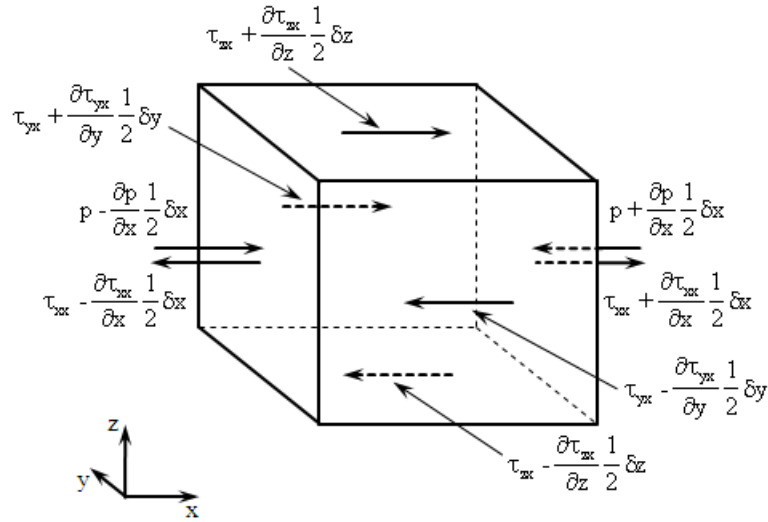 τzx + ∂τzx/∂z 1/2 δz
τyx + ∂τyx/∂y 1/2 δy
p - ∂p/∂x 1/2 δx
p + ∂p/∂x 1/2 δx
τxx - ∂τxx/∂x 1/2 δx
τxx + ∂τxx/∂x 1/2 δx
τyx - ∂τyx/∂y 1/2 δy
τzx - ∂τzx/∂z 1/2 δz
z
y
x